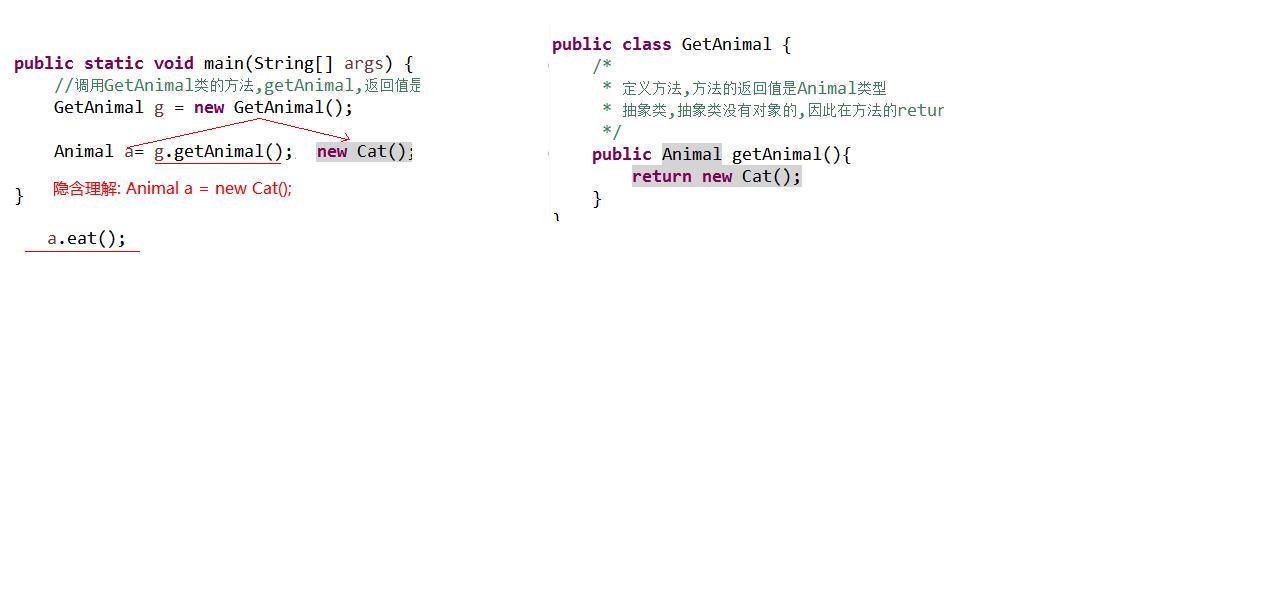 public static void main(String[] args) {
//调用GetAnimal类的方法,getAnimal,返回值是
GetAnimal g = new GetAnimal();
Animal a= g.getAnimal(); new Cat();
隐含理解: Animal a = new Cat();
}
a.eat();
public class GetAnimal {
/*
* 定义方法,方法的返回值是Animal类型
* 抽象类,抽象类没有对象的,因此在方法的retur
*/
public Animal getAnimal(){
return new Cat();
}
}